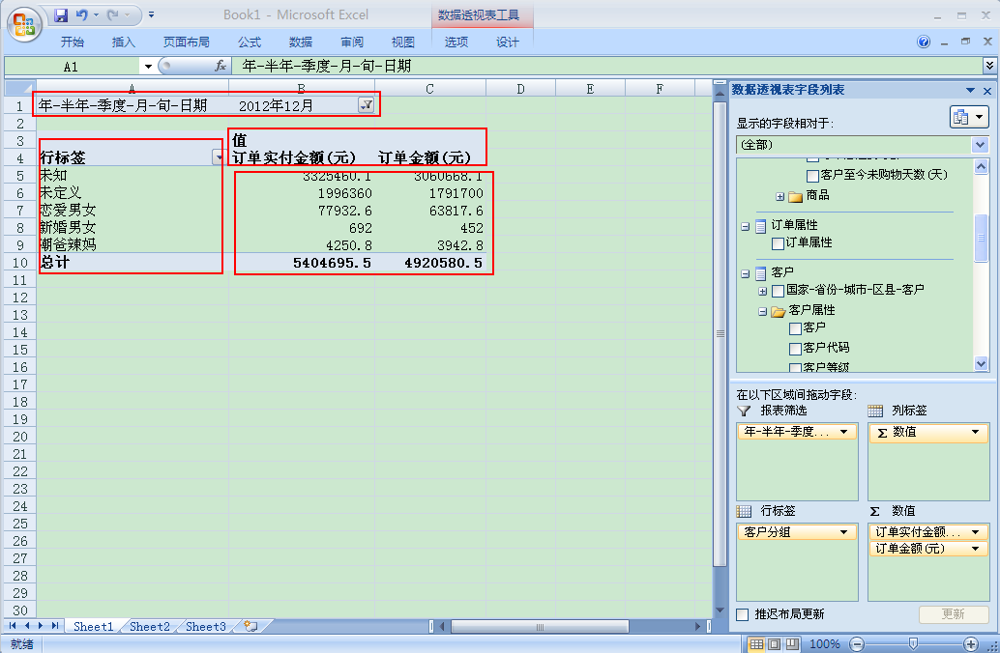 Book1 - Microsoft Excel
数据透视表工具
开始 插入 页面布局 公式 数据 审阅 视图 选项 设计
A1 fx 年-半年-季度-月-旬-日期
A B C D E F
1 年-半年-季度-月-旬-日期 2012年12月
2
3 值
4 行标签 订单实付金额(元) 订单金额(元)
5 未知 3325460.1 3060668.1
6 未定义 1996360 1791700
7 恋爱男女 77932.6 63817.6
8 新婚男女 692 452
9 潮爸辣妈 4250.8 3942.8
10 总计 5404695.5 4920580.5
11
12
13
14
15
16
17
18
19
20
21
22
23
24
25
26
27
28
29
30
Sheet1 Sheet2 Sheet3
就绪
100%
数据透视表字段列表
显示的字段相对于:
(全部)
客户至今未购物天数(天)
商品
订单属性
订单属性
客户
国家-省份-城市-区县-客户
客户属性
客户
客户代码
客户等级
在以下区域间拖动字段:
报表筛选 列标签
年-半年-季度... Σ 数值
行标签 Σ 数值
客户分组 订单实付金额...
订单金额(元)
推迟布局更新 更新